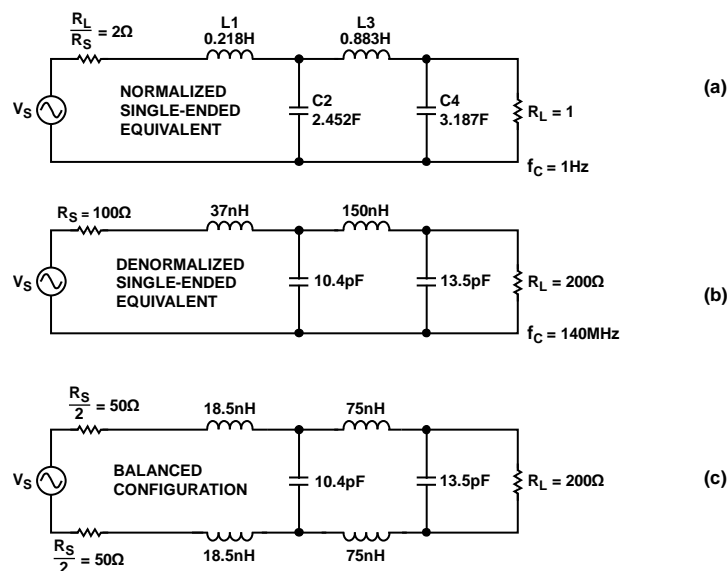 R_L
R_S = 2Ω
L1
0.218H
L3
0.883H
V_S
NORMALIZED
SINGLE-ENDED
EQUIVALENT
C2
2.452F
C4
3.187F
R_L = 1
f_C = 1Hz
(a)
R_S = 100Ω
37nH
150nH
V_S
DENORMALIZED
SINGLE-ENDED
EQUIVALENT
10.4pF
13.5pF
R_L = 200Ω
f_C = 140MHz
(b)
R_S
2 = 50Ω
18.5nH
75nH
V_S
BALANCED
CONFIGURATION
10.4pF
13.5pF
R_L = 200Ω
(c)
R_S
2 = 50Ω
18.5nH
75nH